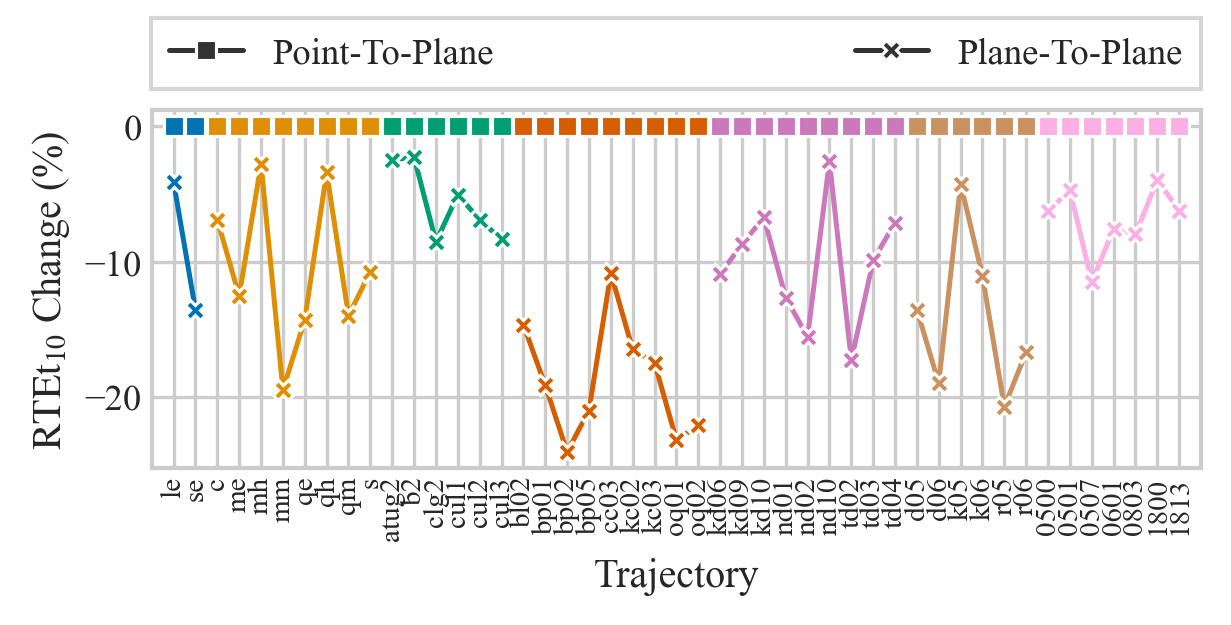 Point-To-Plane
Plane-To-Plane
RTEt10 Change (%)
0
−10
−20
le
se
c
me
mh
mm
qe
qh
qm
s
atug2
b2
clg2
cul1
cul2
cul3
bl02
bp01
bp02
bp05
cc03
kc02
kc03
oq01
oq02
kd06
kd09
kd10
nd01
nd02
nd10
td02
td03
td04
d05
d06
k05
k06
r05
r06
0500
0501
0507
0601
0803
1800
1813
Trajectory